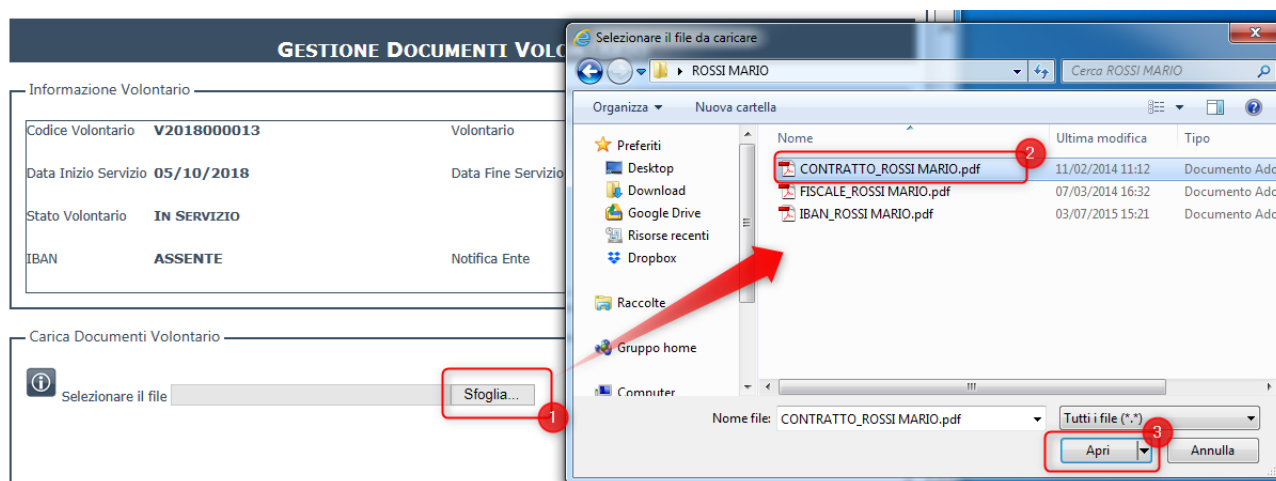 GESTIONE DOCUMENTI VOLO
Informazione Volontario
Codice Volontario V2018000013 Volontario
Data Inizio Servizio 05/10/2018 Data Fine Servizio
Stato Volontario IN SERVIZIO
IBAN ASSENTE Notifica Ente
Carica Documenti Volontario
Selezionare il file Sfoglia...
1
Selezionare il file da caricare
ROSSI MARIO
Cerca ROSSI MARIO
Organizza Nuova cartella
Preferiti
Desktop
Download
Google Drive
Risorse recenti
Dropbox
Raccolte
Gruppo home
Computer
Nome Ultima modifica Tipo
2
CONTRATTO_ROSSI MARIO.pdf 11/02/2014 11:12 Documento Ado
FISCALE_ROSSI MARIO.pdf 07/03/2014 16:32 Documento Ado
IBAN_ROSSI MARIO.pdf 03/07/2015 15:21 Documento Ado
Nome file: CONTRATTO_ROSSI MARIO.pdf Tutti i file (*.*)
3
Apri Annulla